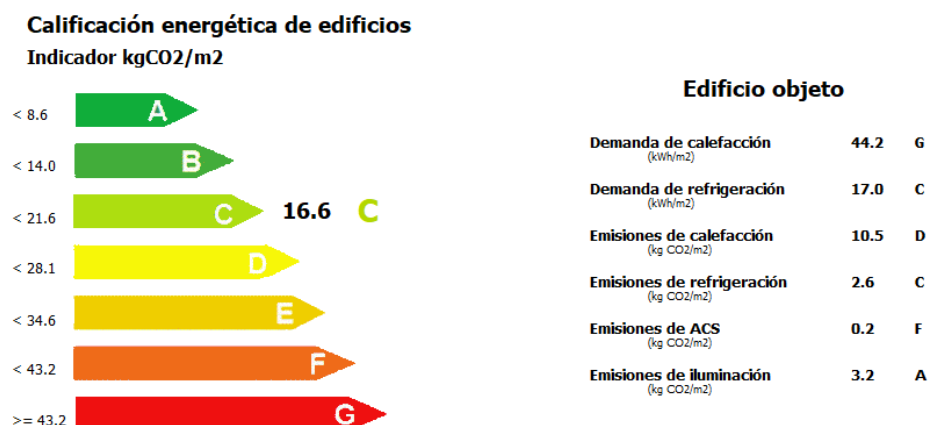 Calificación energética de edificios
Indicador kgCO2/m2
< 8.6 A
< 14.0 B
< 21.6 C 16.6 C
< 28.1 D
< 34.6 E
< 43.2 F
>= 43.2 G
Edificio objeto
Demanda de calefacción 44.2 G
(kWh/m2)
Demanda de refrigeración 17.0 C
(kWh/m2)
Emisiones de calefacción 10.5 D
(kg CO2/m2)
Emisiones de refrigeración 2.6 C
(kg CO2/m2)
Emisiones de ACS 0.2 F
(kg CO2/m2)
Emisiones de iluminación 3.2 A
(kg CO2/m2)